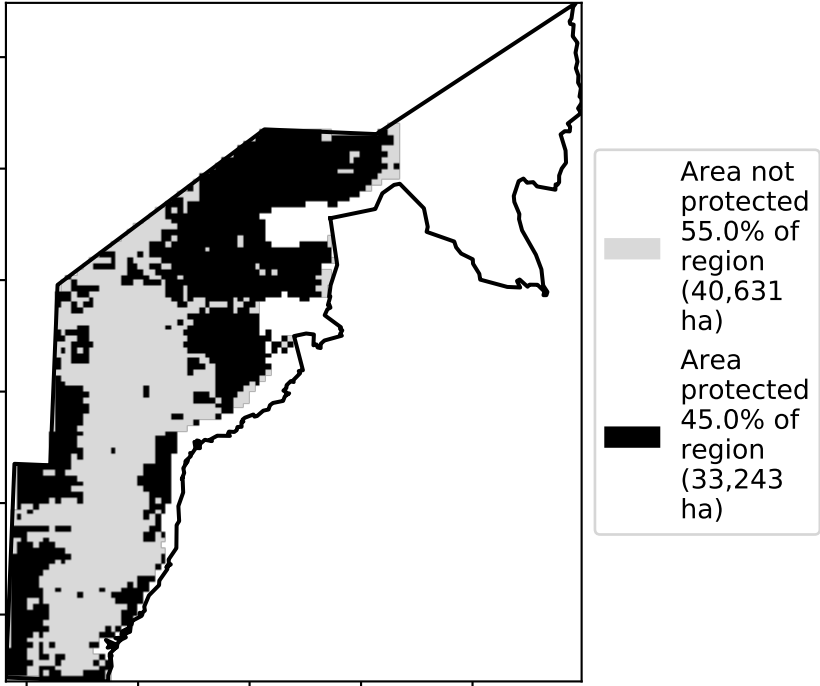 Area not
protected
55.0% of
region
(40,631
ha)
Area
protected
45.0% of
region
(33,243
ha)